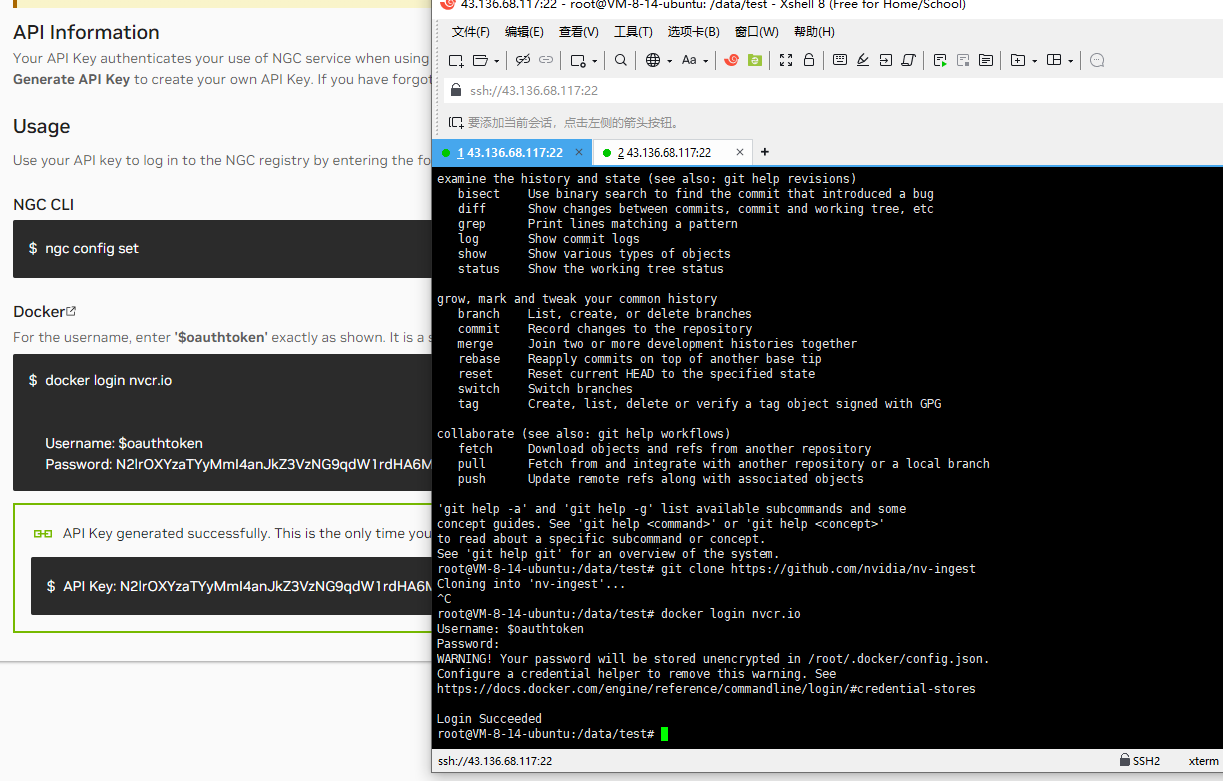 API Information
Your API Key authenticates your use of NGC service when using
Generate API Key to create your own API Key. If you have forgot
Usage
Use your API key to log in to the NGC registry by entering the fo
NGC CLI
$ ngc config set
Docker
For the username, enter '$oauthtoken' exactly as shown. It is a s
$ docker login nvcr.io
Username: $oauthtoken
Password: N2lrOXYzaTYyMmI4anJkZ3VzNG9qdW1rdHA6M
API Key generated successfully. This is the only time you
$ API Key: N2lrOXYzaTYyMmI4anJkZ3VzNG9qdW1rdHA6M
43.136.68.117:22 - root@VM-8-14-ubuntu: /data/test - Xshell 8 (Free for Home/School)
文件(F) 编辑(E) 查看(V) 工具(T) 选项卡(B) 窗口(W) 帮助(H)
Aa
ssh://43.136.68.117:22
要添加当前会话，点击左侧的箭头按钮。
1 43.136.68.117:22 × 2 43.136.68.117:22 × +
examine the history and state (see also: git help revisions)
bisect Use binary search to find the commit that introduced a bug
diff Show changes between commits, commit and working tree, etc
grep Print lines matching a pattern
log Show commit logs
show Show various types of objects
status Show the working tree status
grow, mark and tweak your common history
branch List, create, or delete branches
commit Record changes to the repository
merge Join two or more development histories together
rebase Reapply commits on top of another base tip
reset Reset current HEAD to the specified state
switch Switch branches
tag Create, list, delete or verify a tag object signed with GPG
collaborate (see also: git help workflows)
fetch Download objects and refs from another repository
pull Fetch from and integrate with another repository or a local branch
push Update remote refs along with associated objects
'git help -a' and 'git help -g' list available subcommands and some
concept guides. See 'git help <command>' or 'git help <concept>'
to read about a specific subcommand or concept.
See 'git help git' for an overview of the system.
root@VM-8-14-ubuntu:/data/test# git clone https://github.com/nvidia/nv-ingest
Cloning into 'nv-ingest'...
^C
root@VM-8-14-ubuntu:/data/test# docker login nvcr.io
Username: $oauthtoken
Password:
WARNING! Your password will be stored unencrypted in /root/.docker/config.json.
Configure a credential helper to remove this warning. See
https://docs.docker.com/engine/reference/commandline/login/#credential-stores
Login Succeeded
root@VM-8-14-ubuntu:/data/test#
ssh://43.136.68.117:22 SSH2 xterm